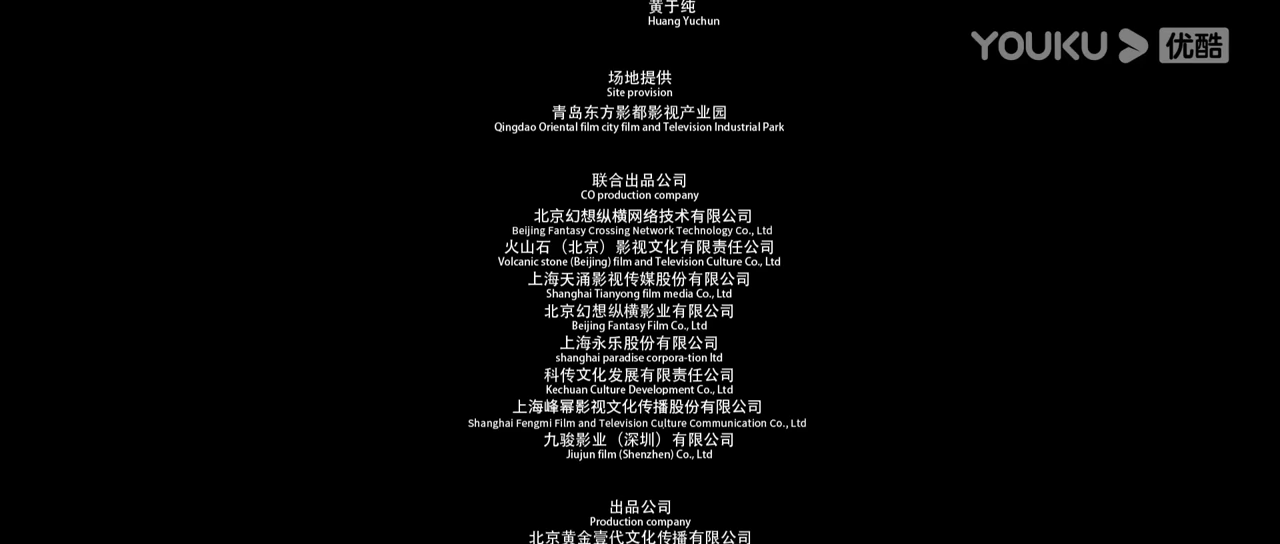 黄于纯
Huang Yuchun
YOUKU 优酷
场地提供
Site provision
青岛东方影都影视产业园
Qingdao Oriental film city film and Television Industrial Park
联合出品公司
CO production company
北京幻想纵横网络技术有限公司
Beijing Fantasy Crossing Network Technology Co., Ltd
火山石（北京）影视文化有限责任公司
Volcanic stone (Beijing) film and Television Culture Co., Ltd
上海天涌影视传媒股份有限公司
Shanghai Tianyong film media Co., Ltd
北京幻想纵横影业有限公司
Beijing Fantasy Film Co., Ltd
上海永乐股份有限公司
shanghai paradise corpora-tion ltd
科传文化发展有限责任公司
Kechuan Culture Development Co., Ltd
上海峰幂影视文化传播股份有限公司
Shanghai Fengmi Film and Television Culture Communication Co., Ltd
九骏影业（深圳）有限公司
Jiujun film (Shenzhen) Co., Ltd
出品公司
Production company
北京黄金壹代文化传播有限公司